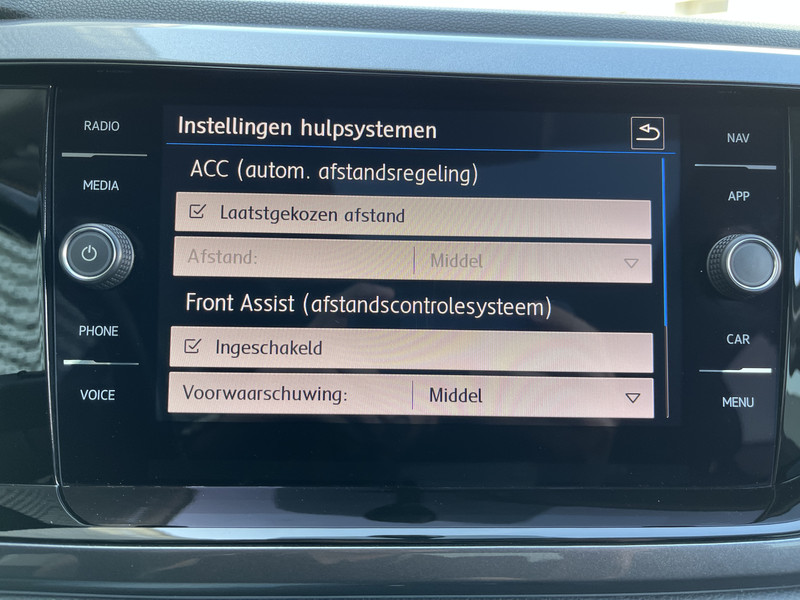 Instellingen hulpsystemen
ACC (autom. afstandsregeling)
Laatstgekozen afstand
Afstand: Middel
Front Assist (afstandscontrolesysteem)
Ingeschakeld
Voorwaarschuwing: Middel
RADIO
MEDIA
PHONE
VOICE
NAV
APP
CAR
MENU